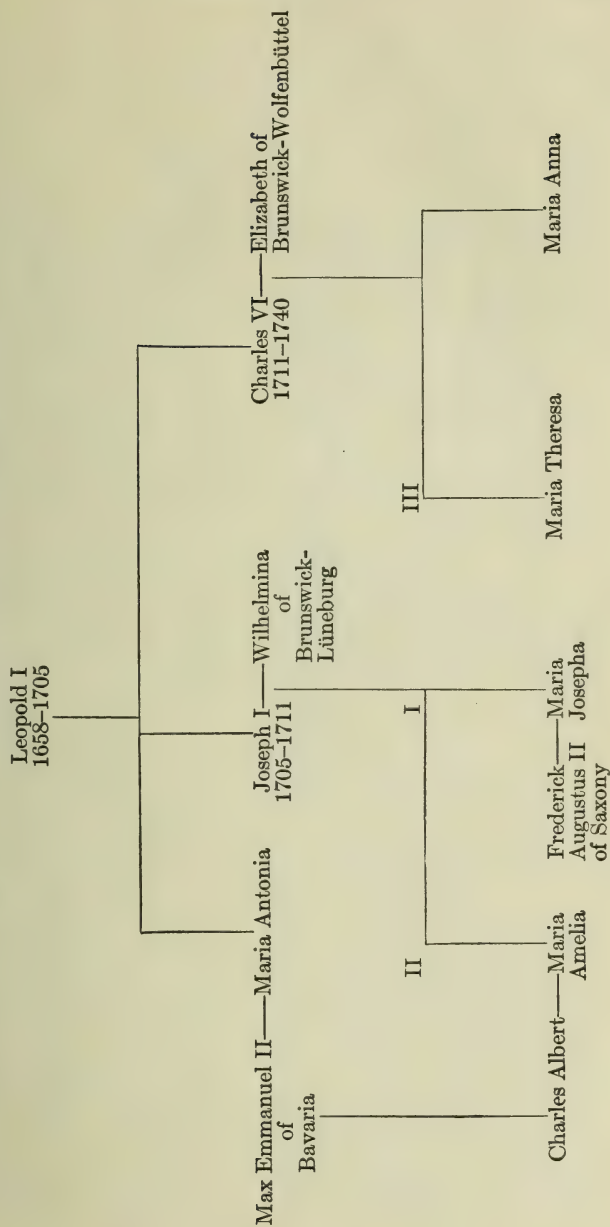 Leopold I
1658–1705
Max Emmanuel II——Maria Antonia
of
Bavaria
Joseph I——Wilhelmina
1705–1711
of
Brunswick-
Lüneburg
Charles VI——Elizabeth of
1711–1740
Brunswick-Wolfenbüttel
II
I
III
Charles Albert——Maria
Amelia
Frederick——Maria
Augustus II Josepha
of Saxony
Maria Theresa
Maria Anna